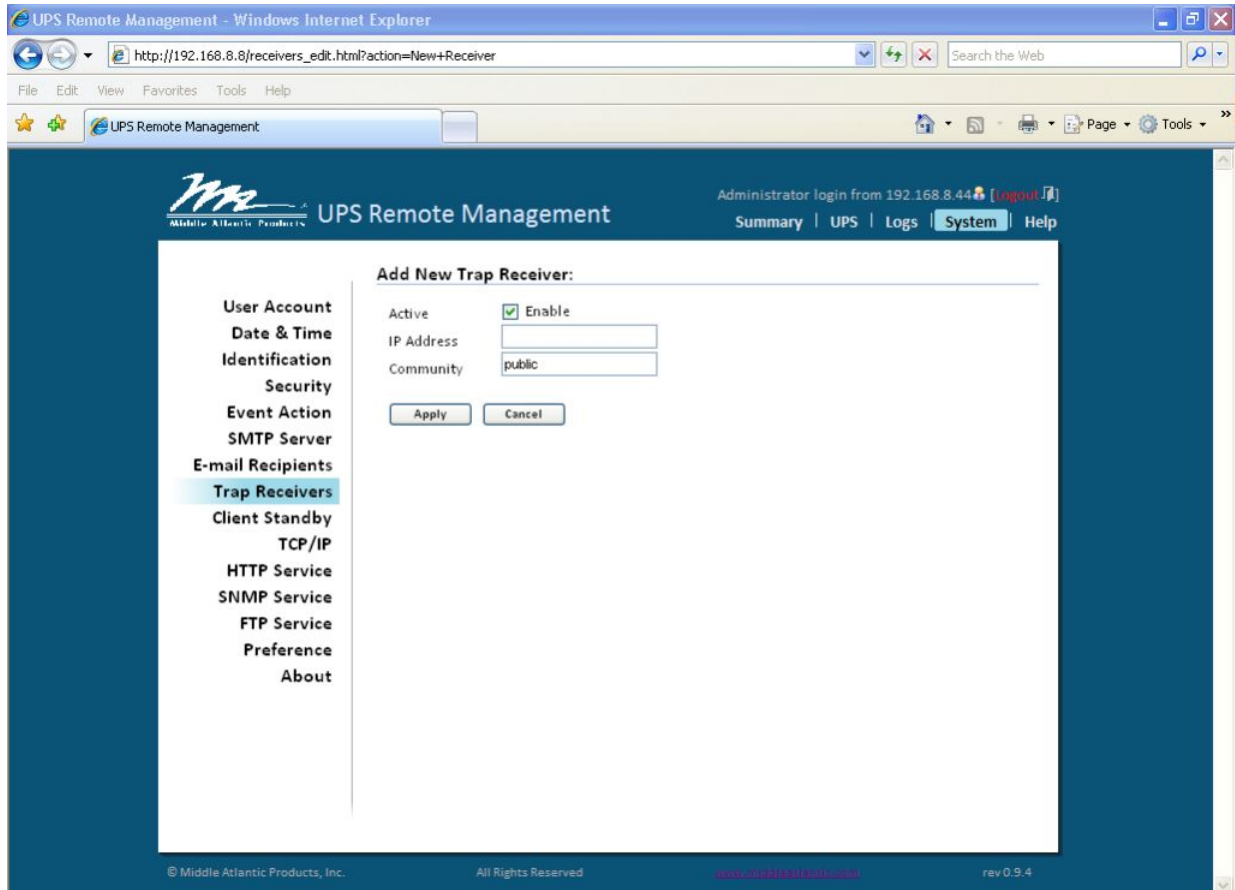 UPS Remote Management - Windows Internet Explorer
http://192.168.8.8/receivers_edit.html?action=New+Receiver
Search the Web
File Edit View Favorites Tools Help
UPS Remote Management
Page Tools
Middle Atlantic Products
UPS Remote Management
Administrator login from 192.168.8.44 [Logout]
Summary | UPS | Logs | System | Help
Add New Trap Receiver:
User Account
Date & Time
Identification
Security
Event Action
SMTP Server
E-mail Recipients
Trap Receivers
Client Standby
TCP/IP
HTTP Service
SNMP Service
FTP Service
Preference
About
Active Enable
IP Address
Community public
Apply Cancel
© Middle Atlantic Products, Inc. All Rights Reserved rev 0.9.4